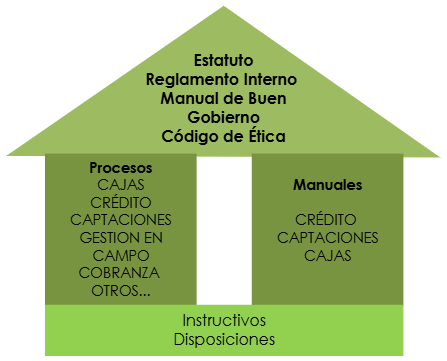 Estatuto
Reglamento Interno
Manual de Buen
Gobierno
Código de Ética
Procesos
CAJAS
CRÉDITO
CAPTACIONES
GESTION EN
CAMPO
COBRANZA
OTROS...
Manuales
CRÉDITO
CAPTACIONES
CAJAS
Instructivos
Disposiciones